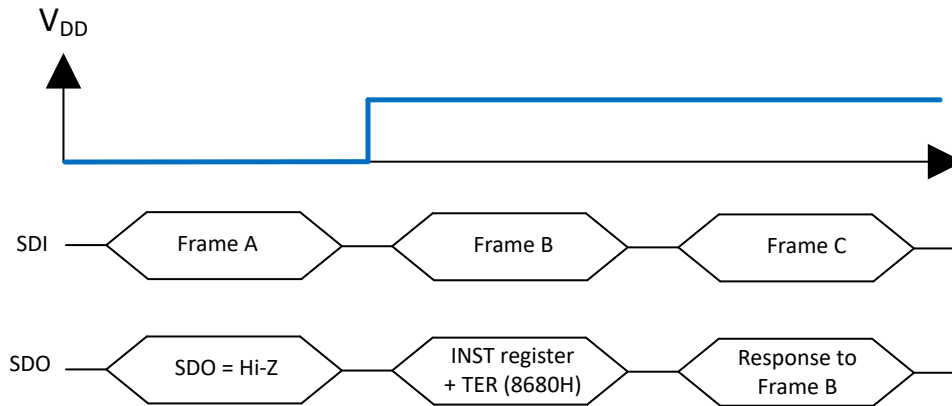 VDD
SDI
Frame A
Frame B
Frame C
SDO
SDO = Hi-Z
INST register
+ TER (8680H)
Response to
Frame B